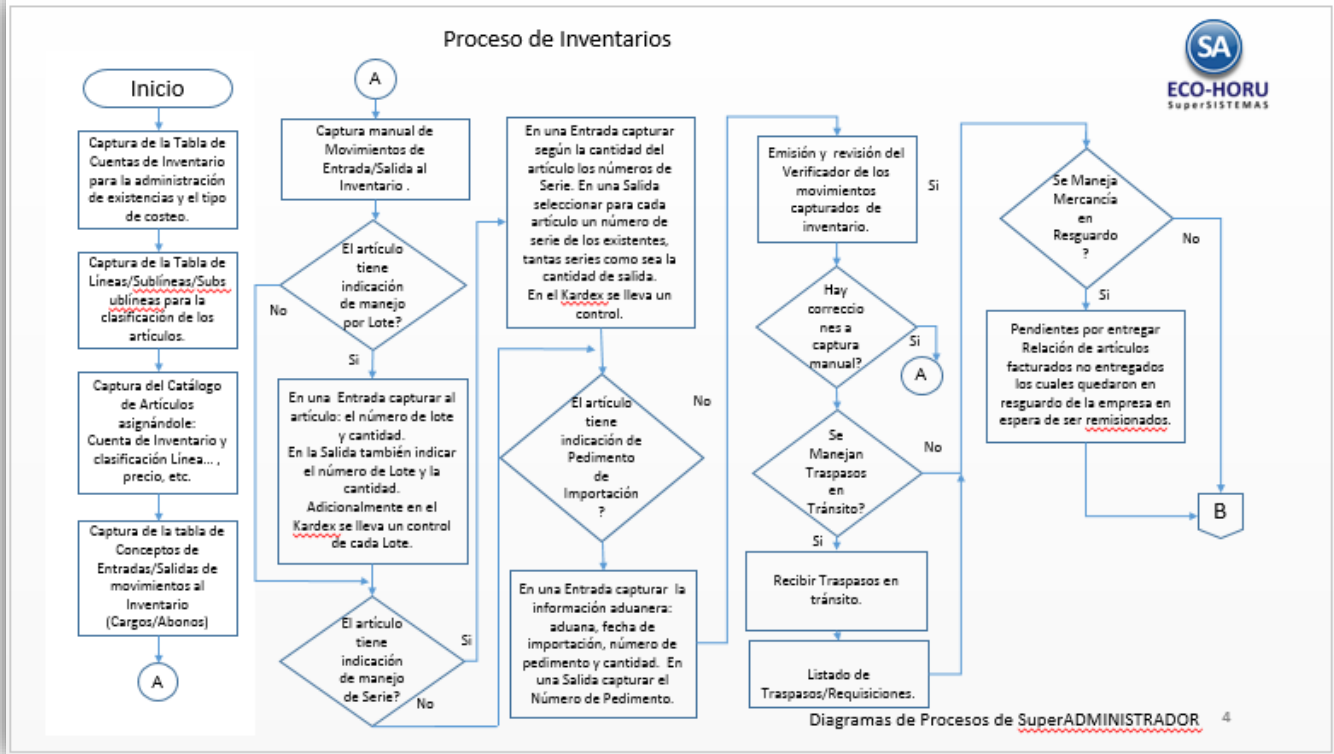 Proceso de Inventarios
SA
ECO-HORU
SuperSISTEMAS
Inicio
Captura de la Tabla de
Cuentas de Inventario
para la administración
de existencias y el tipo
de costeo.
Captura de la Tabla de
Líneas/Sublíneas/Subs
ublíneas para la
clasificación de los
artículos.
Captura del Catálogo
de Artículos
asignándole:
Cuenta de Inventario y
clasificación Línea... ,
precio, etc.
Captura de la tabla de
Conceptos de
Entradas/Salidas de
movimientos al
Inventario
(Cargos/Abonos)
A
A
Captura manual de
Movimientos de
Entrada/Salida al
Inventario .
El artículo
tiene
indicación
de manejo
por Lote?
No
Si
En una Entrada capturar al
artículo: el número de lote
y cantidad.
En la Salida también indicar
el número de Lote y la
cantidad.
Adicionalmente en el
Kardex se lleva un control
de cada Lote.
El artículo
tiene
indicación
de manejo
de Serie?
Si
No
En una Entrada capturar
según la cantidad del
artículo los números de
Serie. En una Salida
seleccionar para cada
artículo un número de
serie de los existentes,
tantas series como sea la
cantidad de salida.
En el Kardex se lleva un
control.
El artículo
tiene
indicación de
Pedimento
de
Importación
?
No
En una Entrada capturar la
información aduanera:
aduana, fecha de
importación, número de
pedimento y cantidad. En
una Salida capturar el
Número de Pedimento.
Emisión y revisión del
Verificador de los
movimientos
capturados de
inventario.
Si
Hay
correccio
nes a
captura
manual?
Si
A
Se
Manejan
Traspasos
en
Tránsito?
No
Si
Recibir Traspasos en
tránsito.
Listado de
Traspasos/Requisiciones.
Se Maneja
Mercancía
en
Resguardo
?
No
Si
Pendientes por entregar
Relación de artículos
facturados no entregados
los cuales quedaron en
resguardo de la empresa en
espera de ser remisionados.
B
Diagramas de Procesos de SuperADMINISTRADOR 4